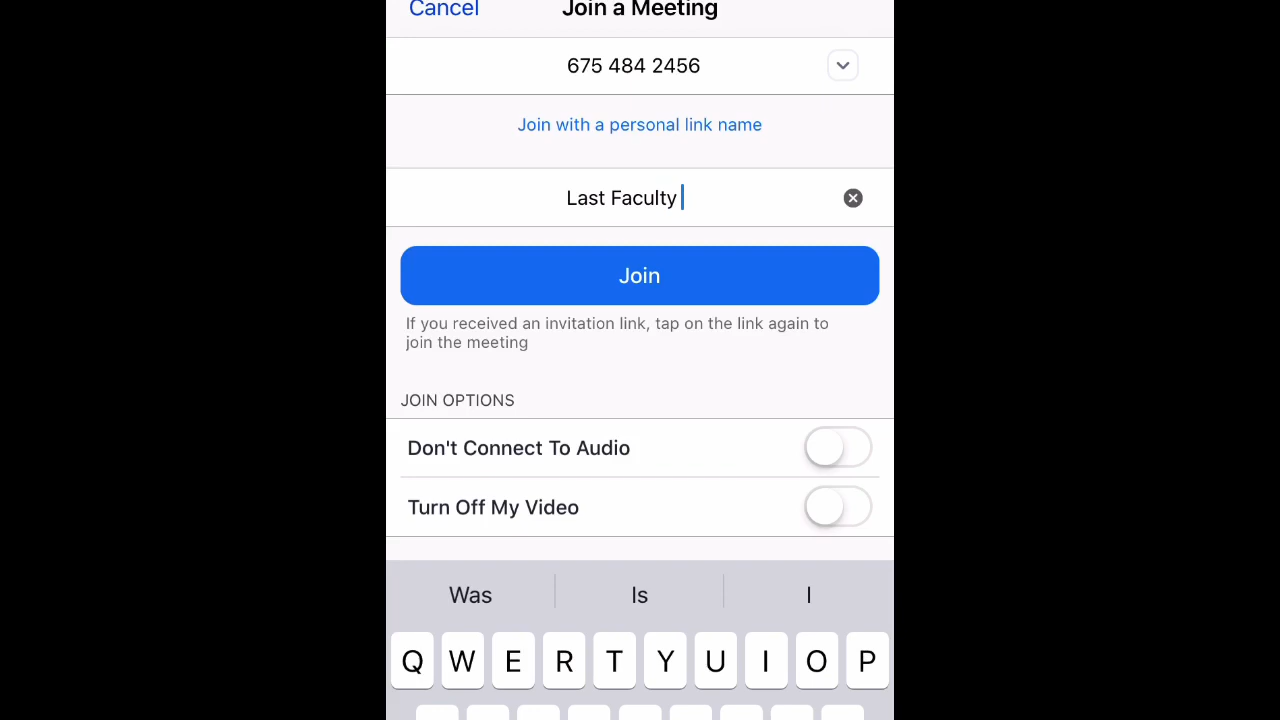 Cancel Join a Meeting
675 484 2456
Join with a personal link name
Last Faculty
Join
If you received an invitation link, tap on the link again to
join the meeting
JOIN OPTIONS
Don't Connect To Audio
Turn Off My Video
Was Is I
Q W E R T Y U I O P